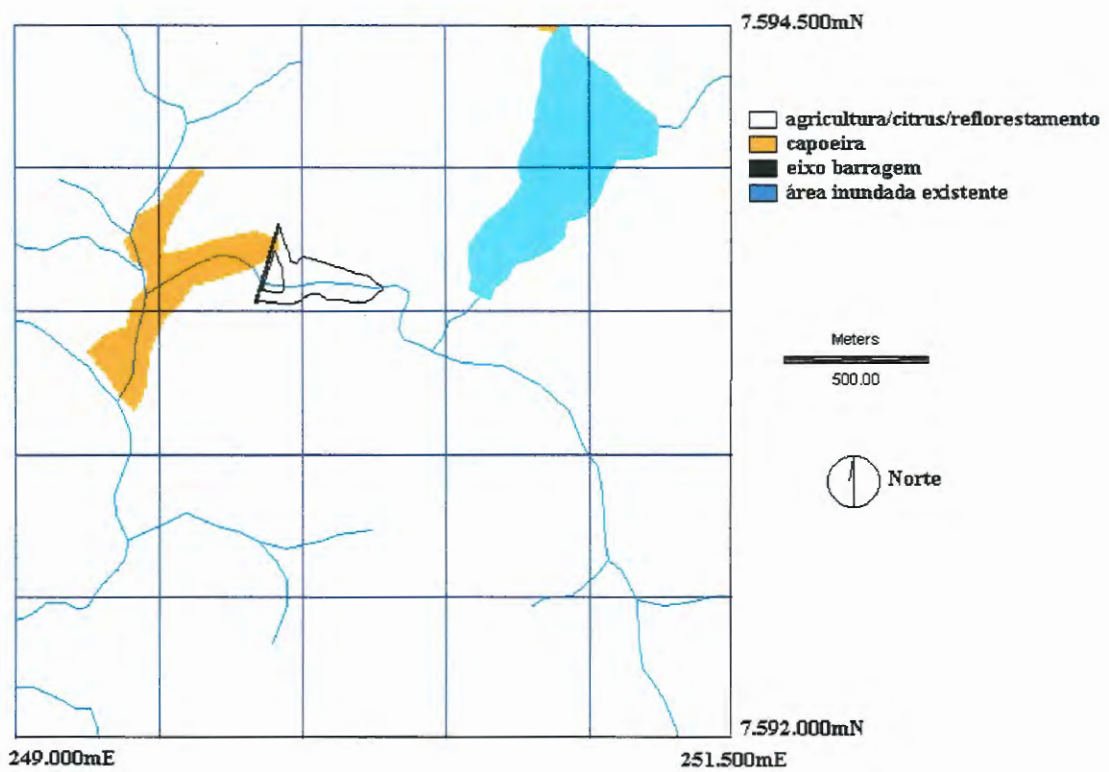 7.594.500mN
agricultura/citrus/reflorestamento
capoeira
eixo barragem
área inundada existente
Meters
500.00
Norte
7.592.000mN
249.000mE
251.500mE